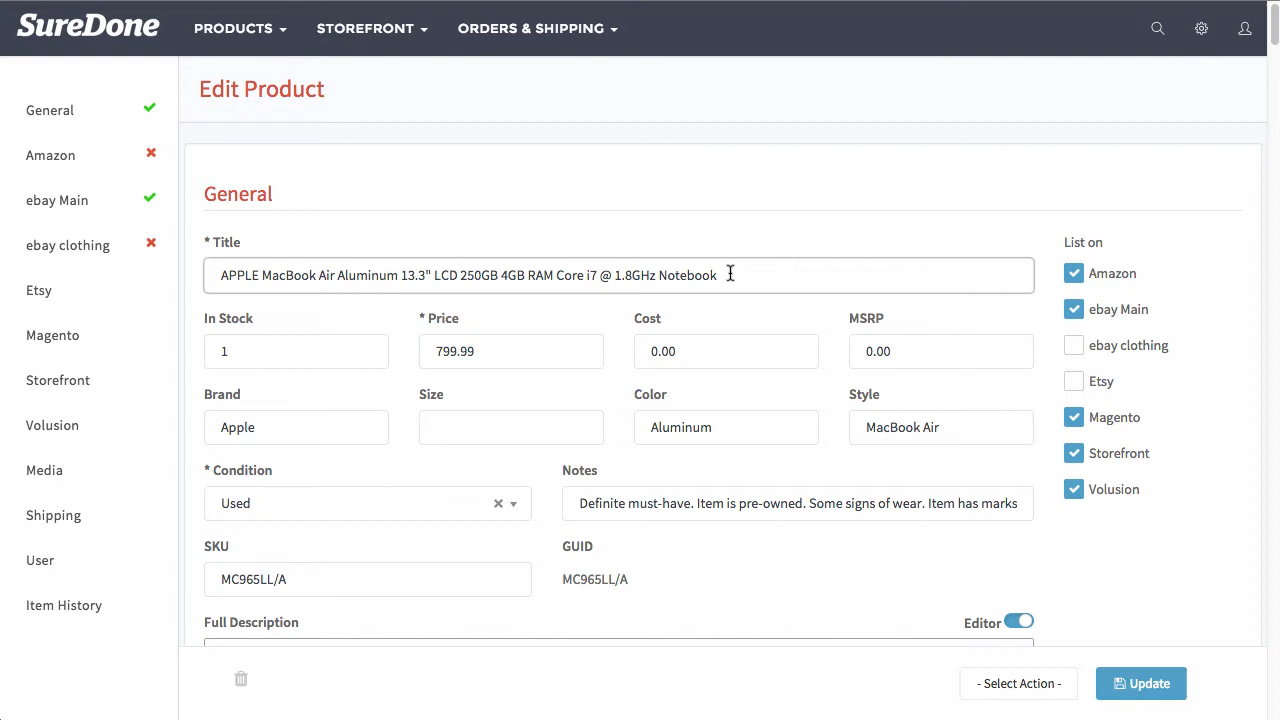 SureDone PRODUCTS STOREFRONT ORDERS & SHIPPING
General
Amazon
ebay Main
ebay clothing
Etsy
Magento
Storefront
Volusion
Media
Shipping
User
Item History
Edit Product
General
* Title
APPLE MacBook Air Aluminum 13.3" LCD 250GB 4GB RAM Core i7 @ 1.8GHz Notebook
In Stock * Price Cost MSRP
1 799.99 0.00 0.00
Brand Size Color Style
Apple Aluminum MacBook Air
* Condition Notes
Used Definite must-have. Item is pre-owned. Some signs of wear. Item has marks
SKU GUID
MC965LL/A MC965LL/A
Full Description Editor
List on
Amazon
ebay Main
ebay clothing
Etsy
Magento
Storefront
Volusion
- Select Action - Update